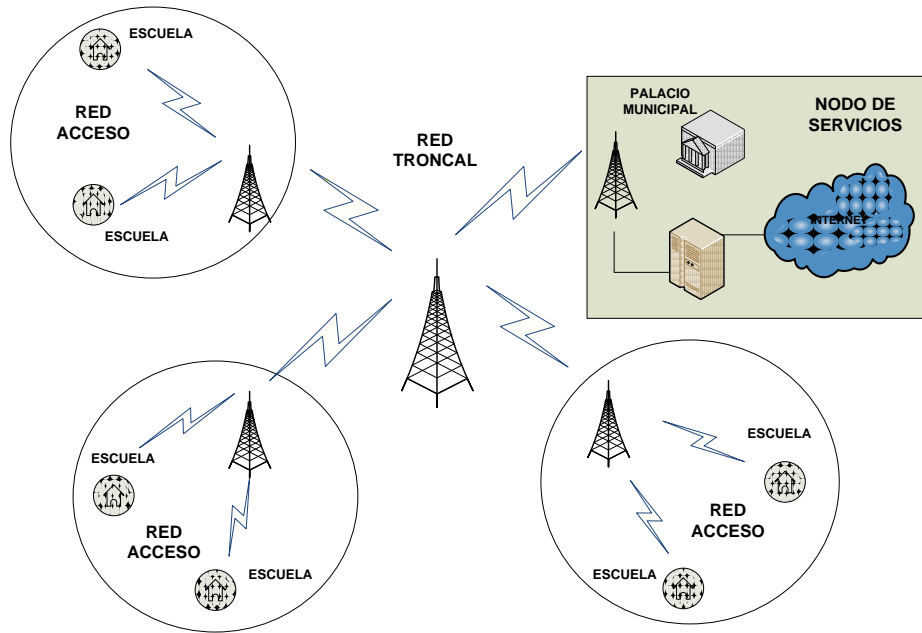 ESCUELA
RED
ACCESO
ESCUELA
RED
TRONCAL
PALACIO
MUNICIPAL
NODO DE
SERVICIOS
INTERNET
ESCUELA
RED
ACCESO
ESCUELA
ESCUELA
RED
ACCESO
ESCUELA